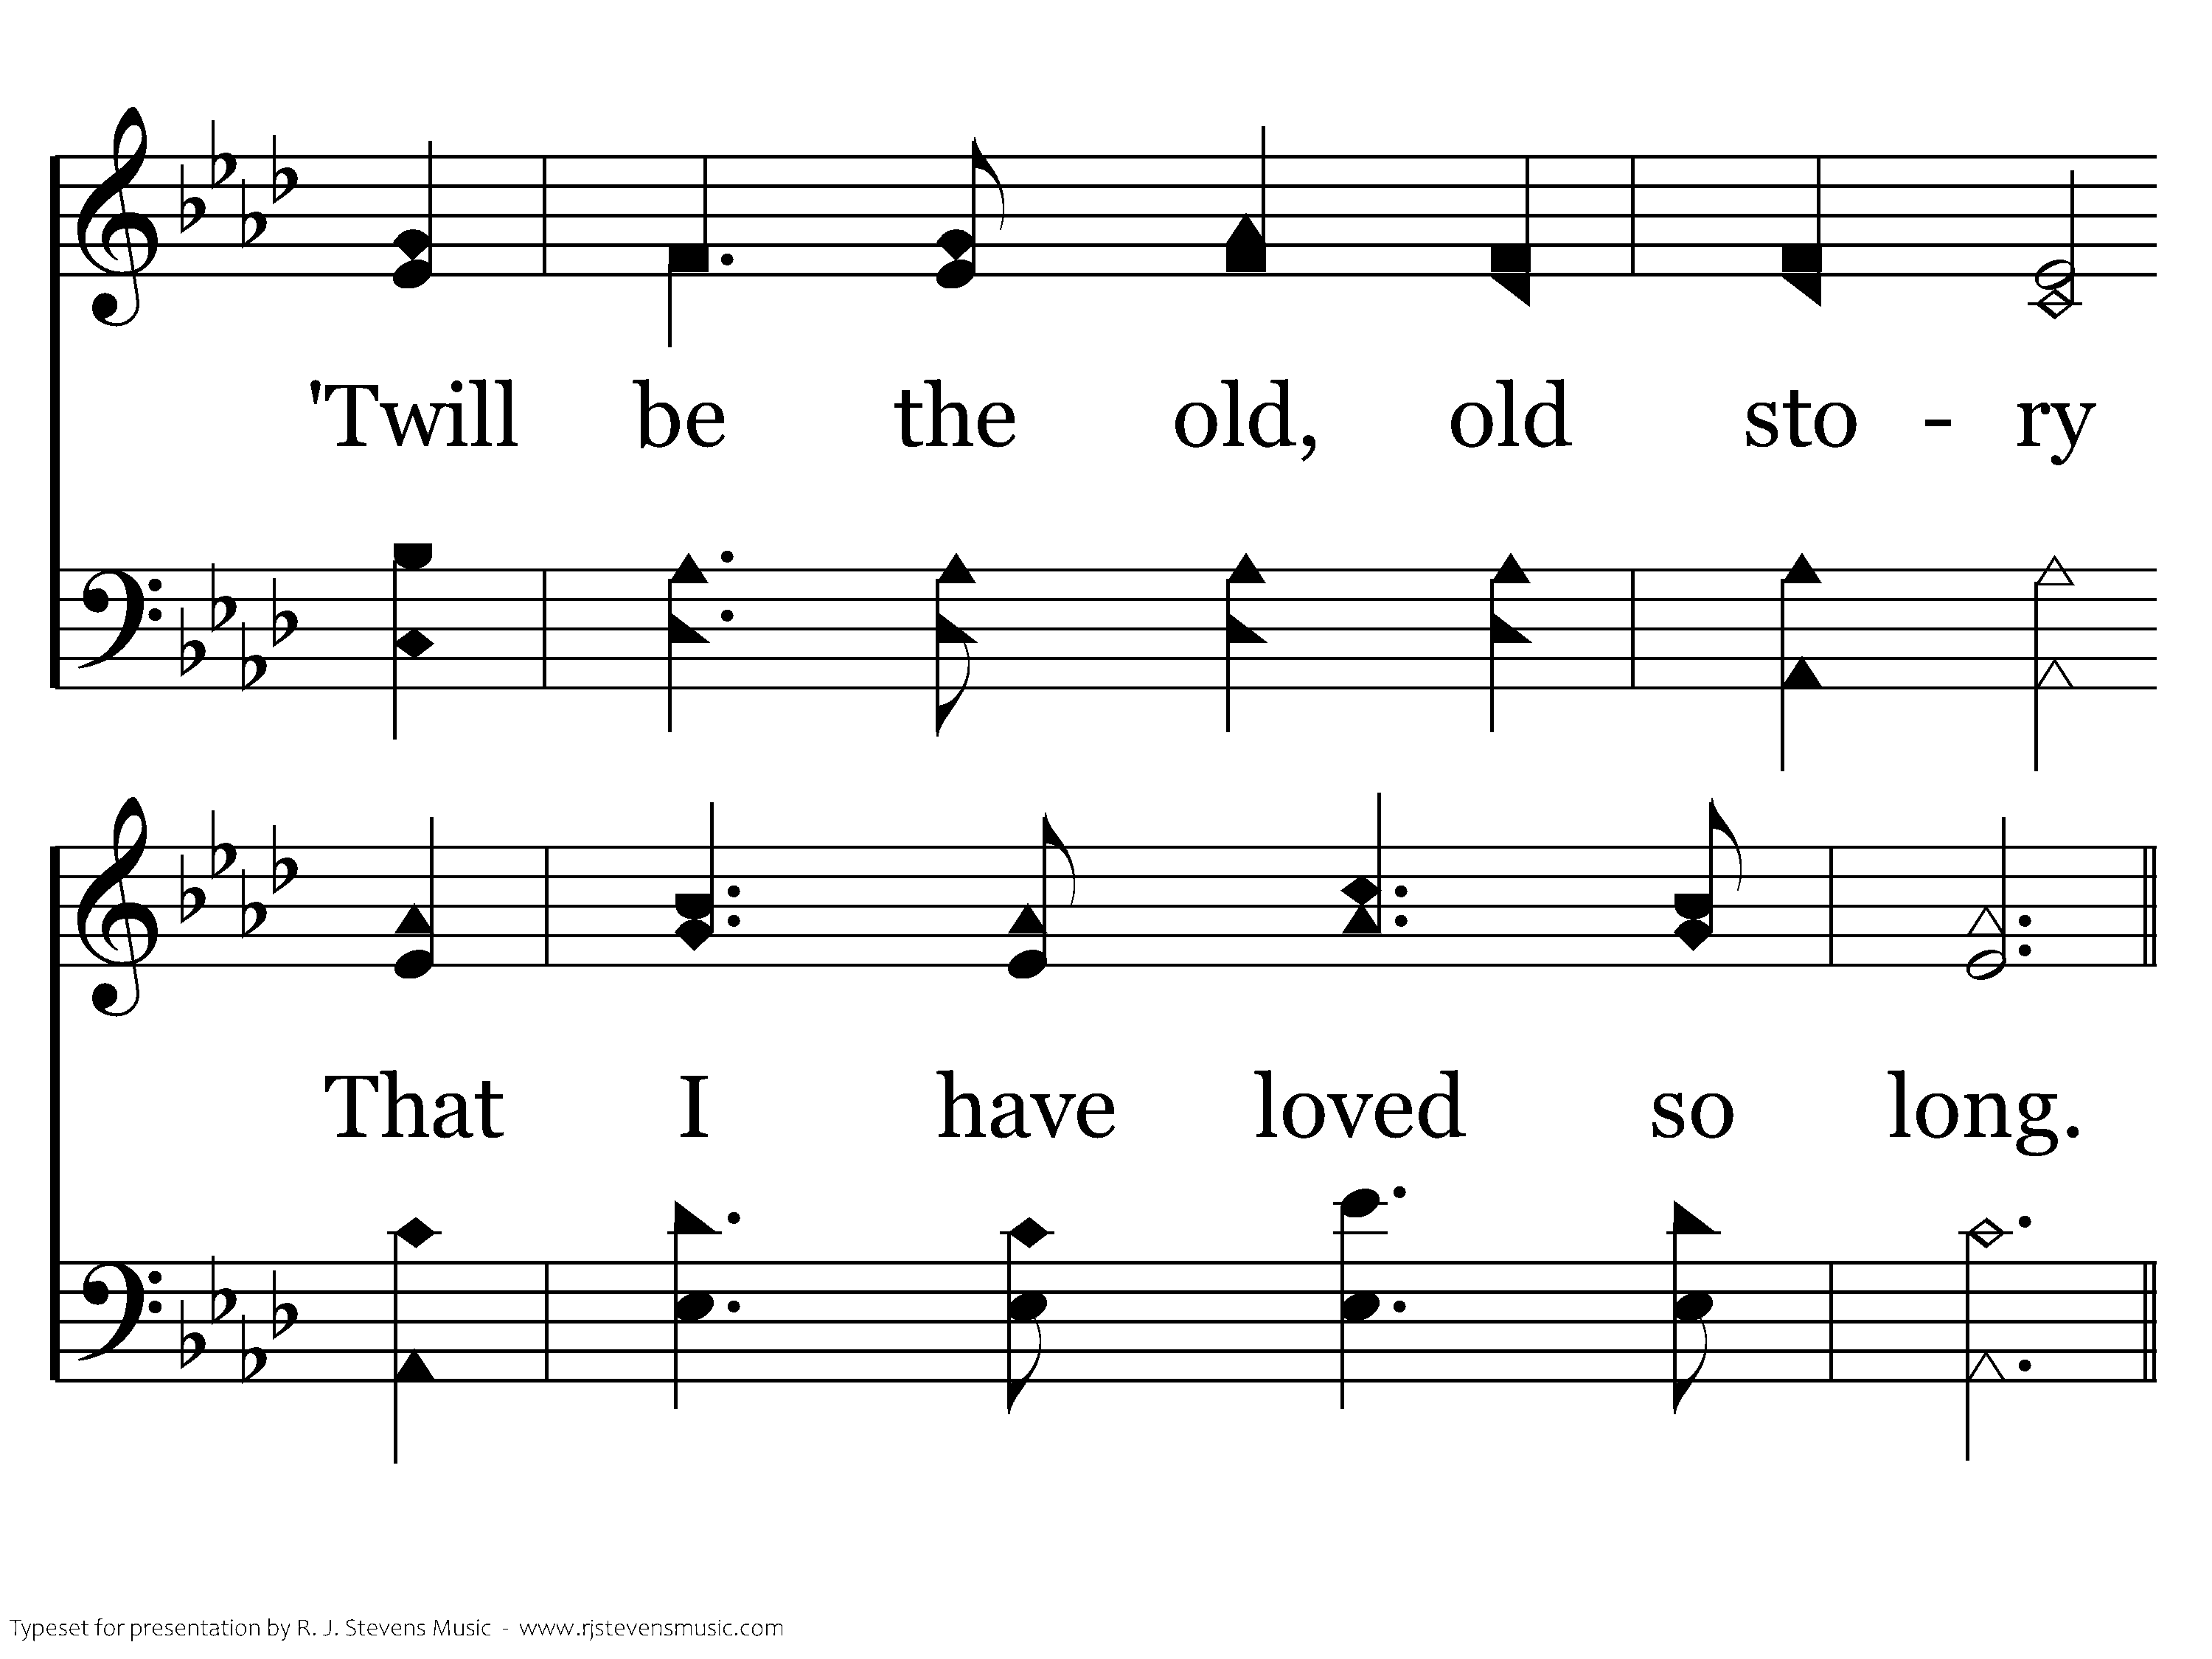 'Twill be the old, old sto - ry
That I have loved so long.
Typeset for presentation by R. J. Stevens Music - www.rjstevensmusic.com